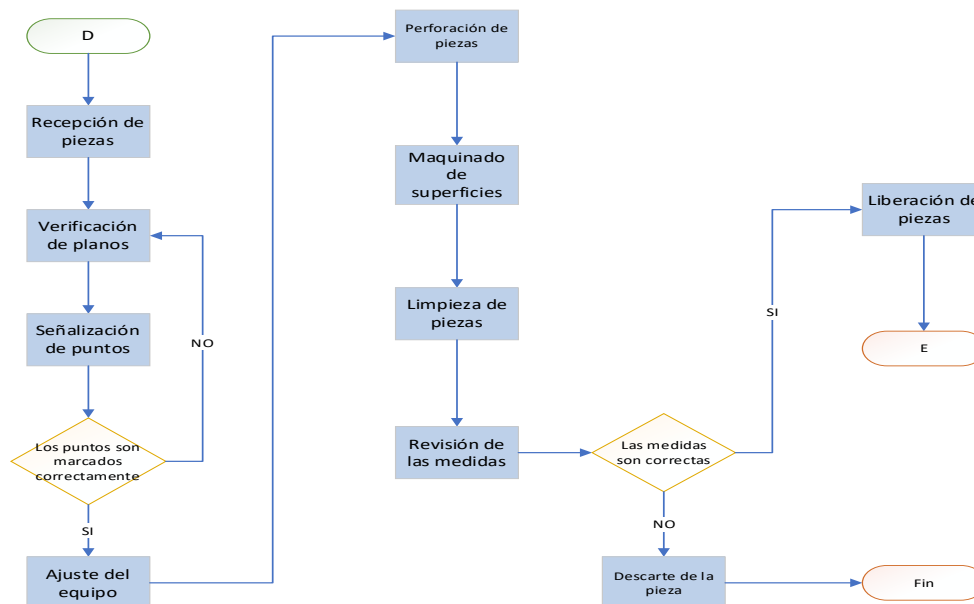 D
Recepción de
piezas
Verificación
de planos
Señalización
de puntos
NO
Los puntos son
marcados
correctamente
SI
Ajuste del
equipo
Perforación de
piezas
Maquinado
de
superficies
Limpieza de
piezas
Revisión de
las medidas
Las medidas
son correctas
SI
Liberación de
piezas
E
NO
Descarte de la
pieza
Fin